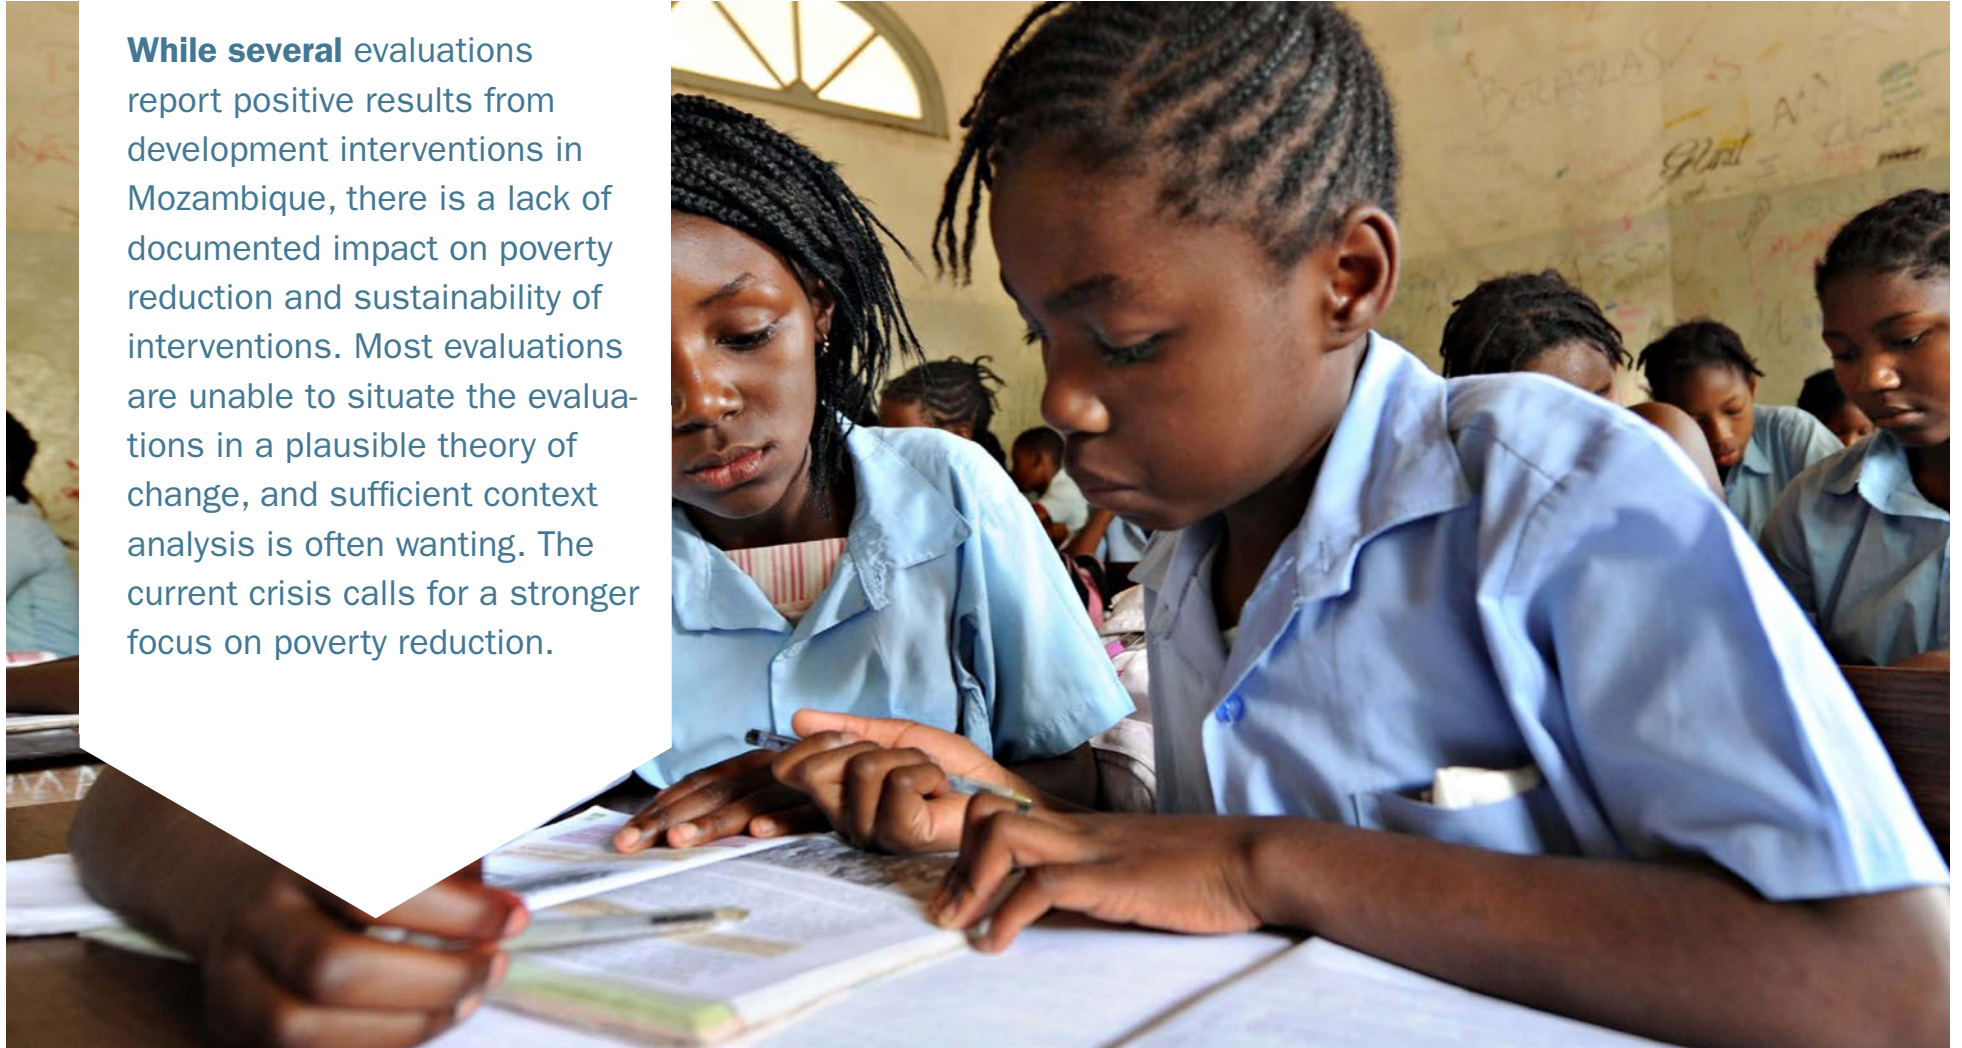 While several evaluations
report positive results from
development interventions in
Mozambique, there is a lack of
documented impact on poverty
reduction and sustainability of
interventions. Most evaluations
are unable to situate the evalua-
tions in a plausible theory of
change, and sufficient context
analysis is often wanting. The
current crisis calls for a stronger
focus on poverty reduction.